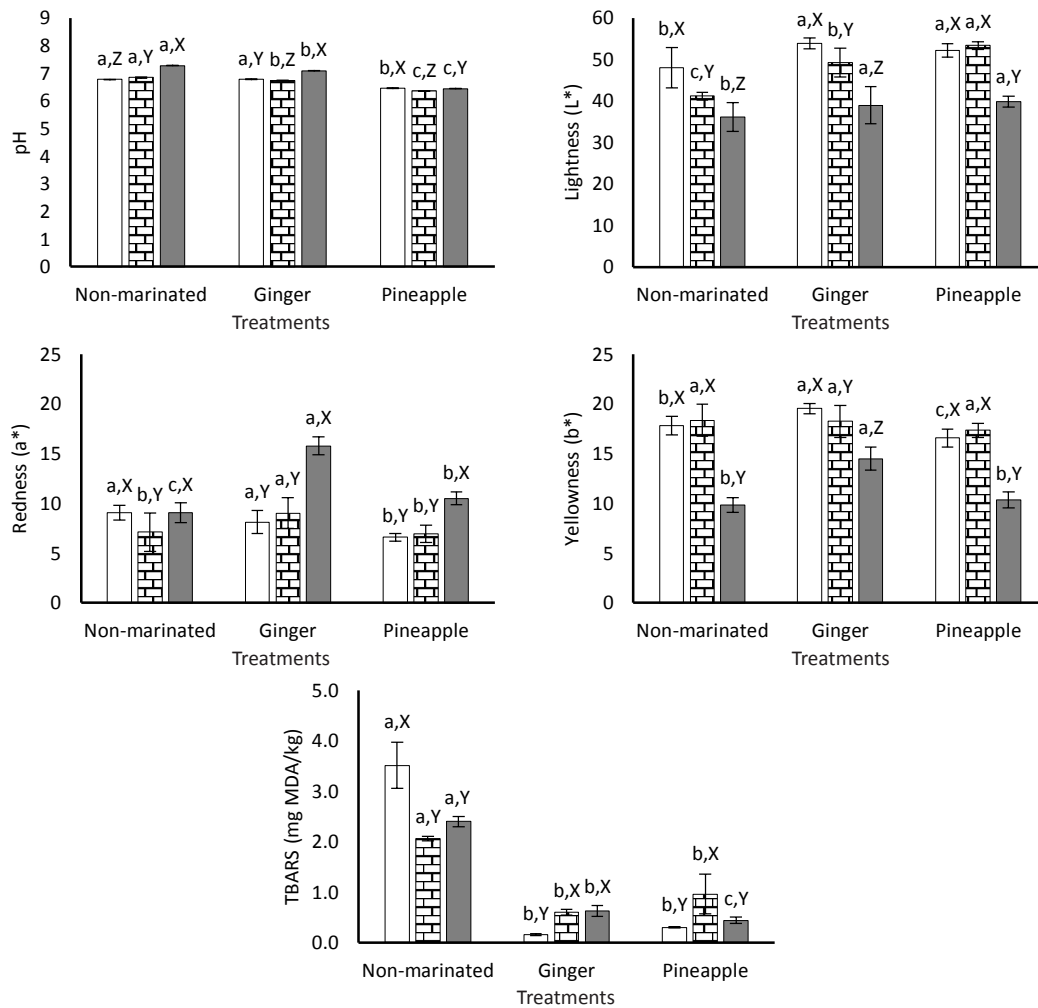 9
8
7
6
5
4
3
2
1
0
pH
a,Z a,Y a,X
a,Y b,Z b,X
b,X c,Z c,Y
Non-marinated Ginger Pineapple
Treatments
60
50
40
30
20
10
0
Lightness (L*)
b,X c,Y b,Z
a,X b,Y a,Z
a,X a,X a,Y
Non-marinated Ginger Pineapple
Treatments
25
20
15
10
5
0
Redness (a*)
a,X b,Y c,X
a,Y a,Y a,X
b,Y b,Y b,X
Non-marinated Ginger Pineapple
Treatments
25
20
15
10
5
0
Yellowness (b*)
b,X a,X b,Y
a,X a,Y a,Z
c,X a,X b,Y
Non-marinated Ginger Pineapple
Treatments
5.0
4.0
3.0
2.0
1.0
0.0
TBARS (mg MDA/kg)
a,X a,Y a,Y
b,Y b,X b,X
b,Y b,X c,Y
Non-marinated Ginger Pineapple
Treatments